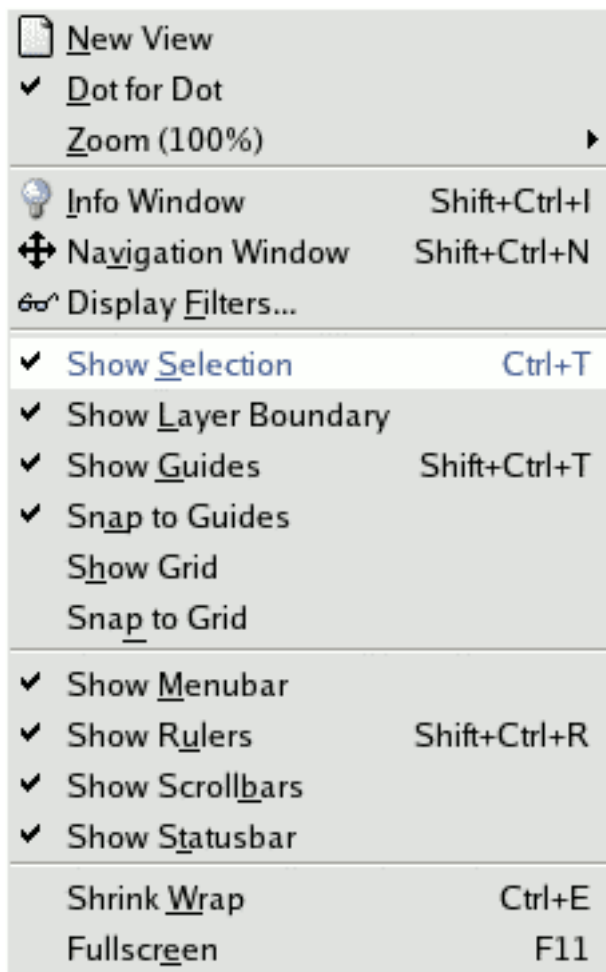 New View
Dot for Dot
Zoom (100%)
Info Window Shift+Ctrl+I
Navigation Window Shift+Ctrl+N
Display Filters...
Show Selection Ctrl+T
Show Layer Boundary
Show Guides Shift+Ctrl+T
Snap to Guides
Show Grid
Snap to Grid
Show Menubar
Show Rulers Shift+Ctrl+R
Show Scrollbars
Show Statusbar
Shrink Wrap Ctrl+E
Fullscreen F11